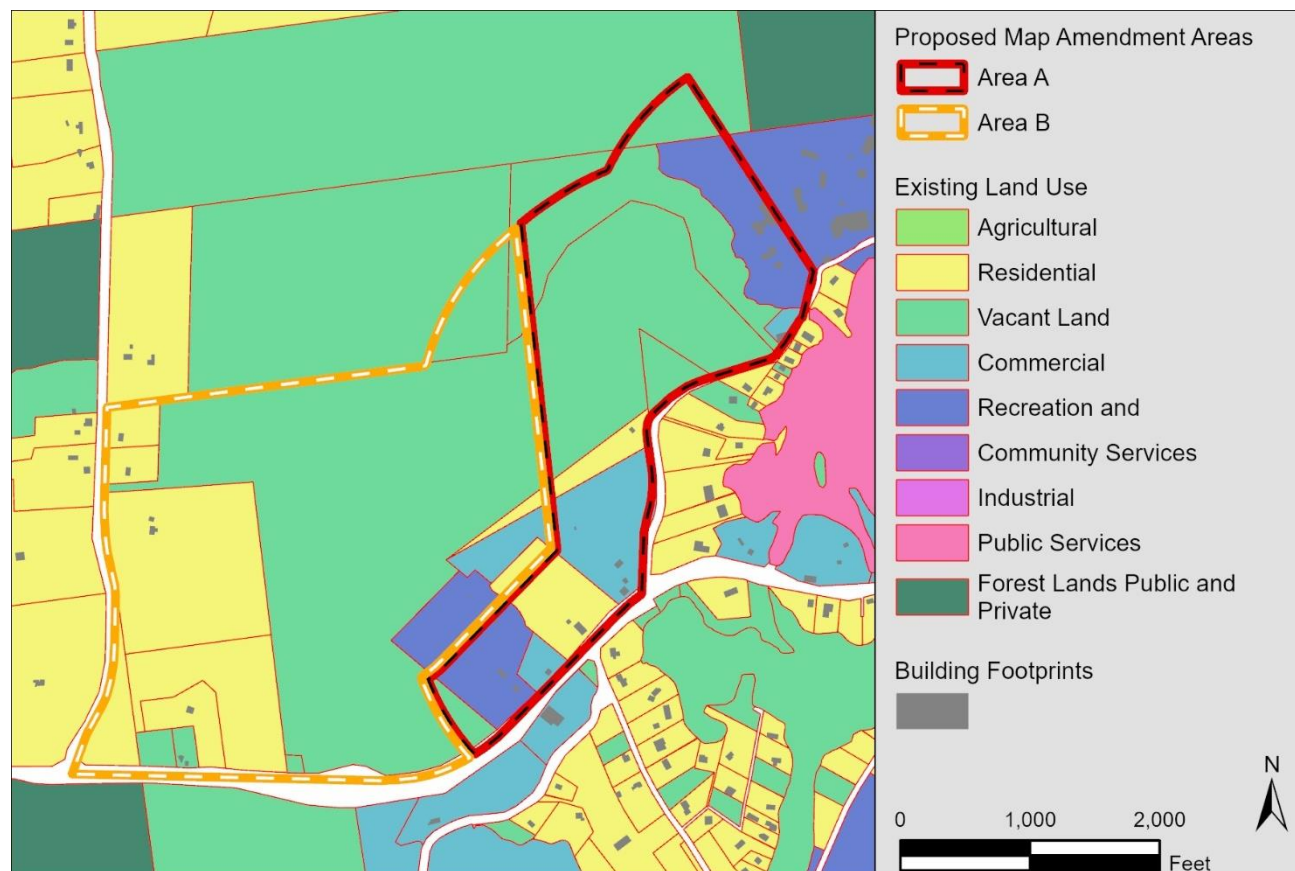 Proposed Map Amendment Areas
Area A
Area B
Existing Land Use
Agricultural
Residential
Vacant Land
Commercial
Recreation and
Community Services
Industrial
Public Services
Forest Lands Public and
Private
Building Footprints
N
0 1,000 2,000
Feet